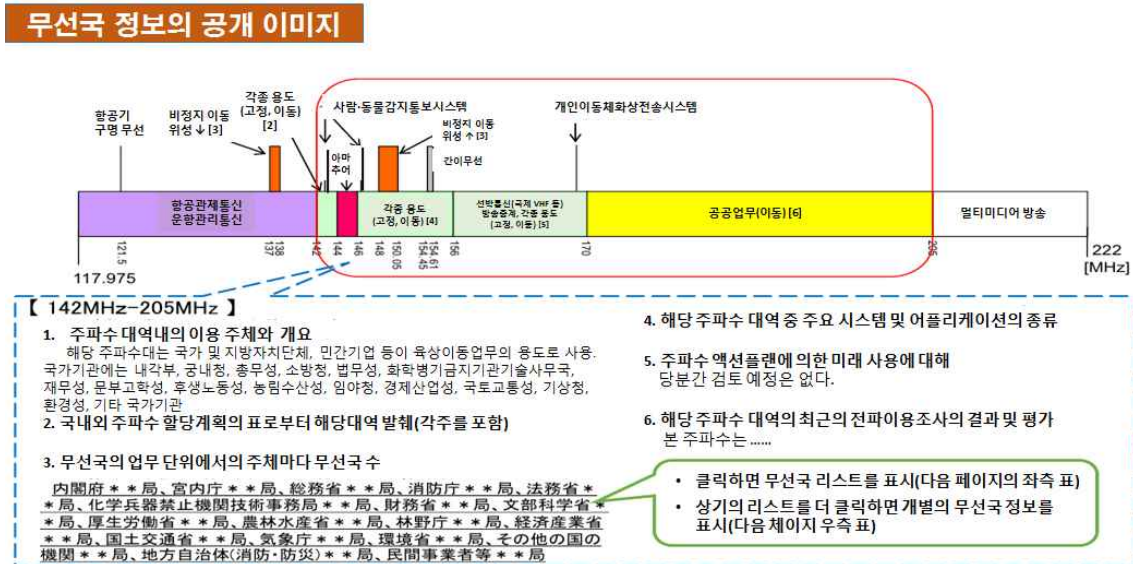 무선국 정보의 공개 이미지
항공기
구명 무선
비정지 이동
위성 ↓ [3]
각종 용도
(고정, 이동)
[2]
사람·동물감지통보시스템
비정지 이동
위성 ↑ [3]
개인이동체화상전송시스템
아마
추어
간이무선
항공관제통신
운항관리통신
각종 용도
(고정, 이동) [4]
선박통신(국제 VHF 등)
방송중계, 각종 용도
(고정, 이동) [5]
공공업무(이동) [6]
멀티미디어 방송
117.975
121.5
137
138
142
144
146
148
150.05
154.45
154.61
156
170
205
222
[MHz]
【 142MHz-205MHz 】
1. 주파수 대역내의 이용 주체와 개요
해당 주파수대는 국가 및 지방자치단체, 민간기업 등이 육상이동업무의 용도로 사용.
국가기관에는 내각부, 궁내청, 총무성, 소방청, 법무성, 화학병기금지기관기술사무국,
재무성, 문부고학성, 후생노동성, 농림수산성, 임야청, 경제산업성, 국토교통성, 기상청,
환경성, 기타 국가기관
2. 국내외 주파수 할당계획의 표로부터 해당대역 발췌(각주를 포함)
3. 무선국의 업무 단위에서의 주체마다 무선국 수
内閣府＊＊局、宮内庁＊＊局、総務省＊＊局、消防庁＊＊局、法務省＊
＊局、化学兵器禁止機関技術事務局＊＊局、財務省＊＊局、文部科学省＊
＊局、厚生労働省＊＊局、農林水産省＊＊局、林野庁＊＊局、経済産業省
＊＊局、国土交通省＊＊局、気象庁＊＊局、環境省＊＊局、その他の国の
機関＊＊局、地方自治体(消防・防災)＊＊局、民間事業者等＊＊局
4. 해당 주파수 대역 중 주요 시스템 및 어플리케이션의 종류
5. 주파수 액션플랜에 의한 미래 사용에 대해
당분간 검토 예정은 없다.
6. 해당 주파수 대역의 최근의 전파이용조사의 결과 및 평가
본 주파수는 ......
• 클릭하면 무선국 리스트를 표시(다음 페이지의 좌측 표)
• 상기의 리스트를 더 클릭하면 개별의 무선국 정보를
표시(다음 체이지 우측 표)